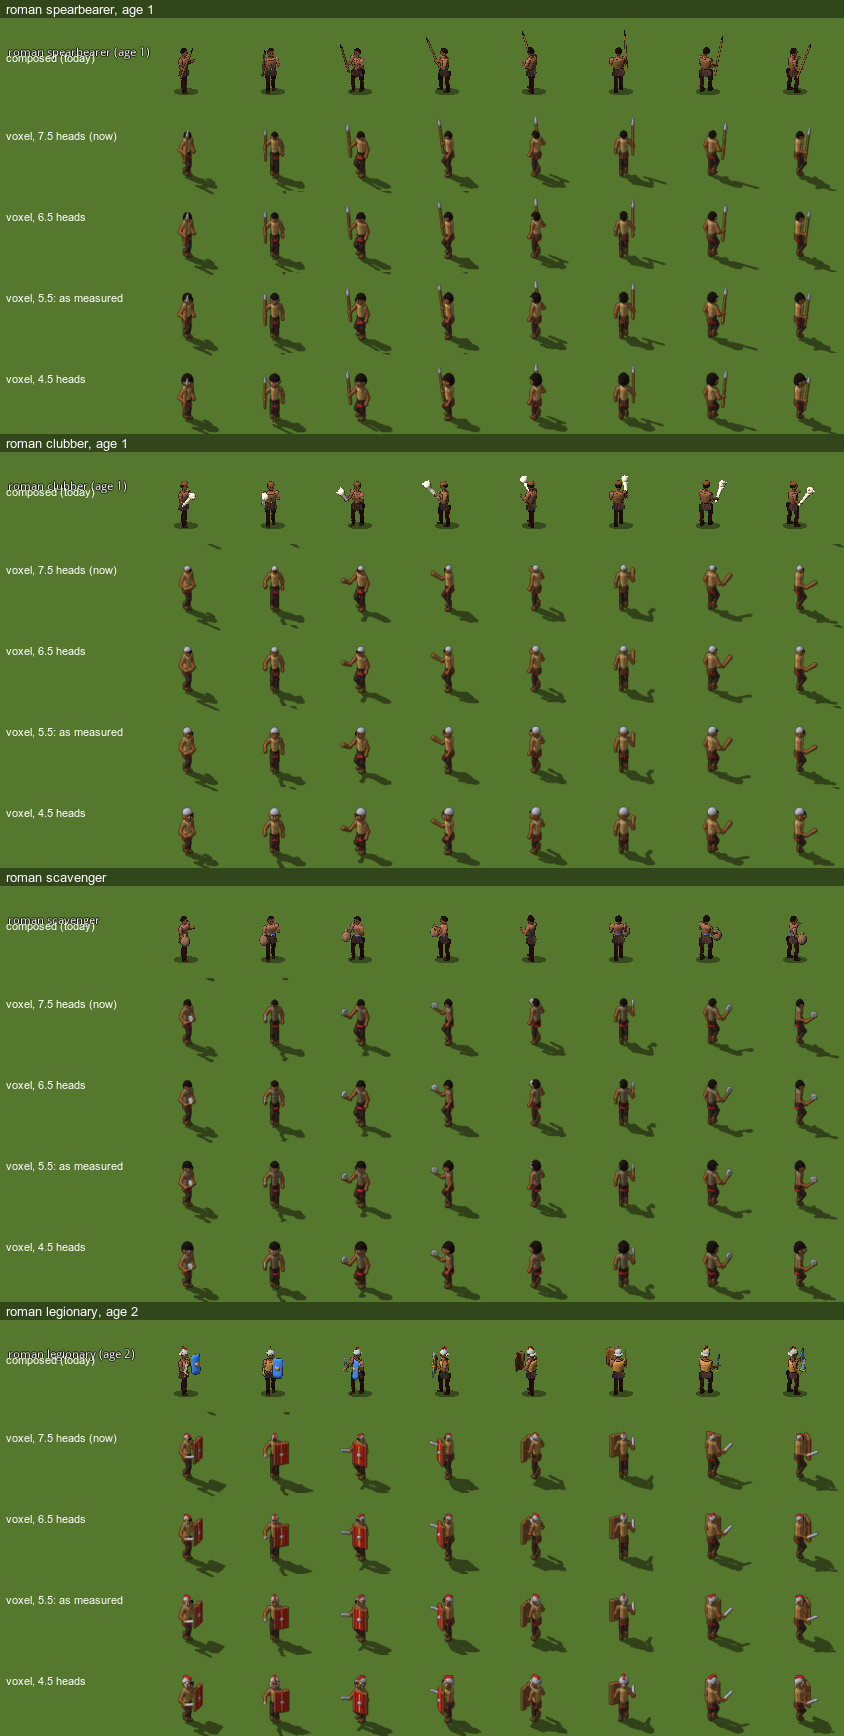 roman spearbearer, age 1
roman spearbearer (age 1)
composed (today)
voxel, 7.5 heads (now)
voxel, 6.5 heads
voxel, 5.5: as measured
voxel, 4.5 heads
roman clubber, age 1
roman clubber (age 1)
composed (today)
voxel, 7.5 heads (now)
voxel, 6.5 heads
voxel, 5.5: as measured
voxel, 4.5 heads
roman scavenger
roman scavenger
composed (today)
voxel, 7.5 heads (now)
voxel, 6.5 heads
voxel, 5.5: as measured
voxel, 4.5 heads
roman legionary, age 2
roman legionary (age 2)
composed (today)
voxel, 7.5 heads (now)
voxel, 6.5 heads
voxel, 5.5: as measured
voxel, 4.5 heads